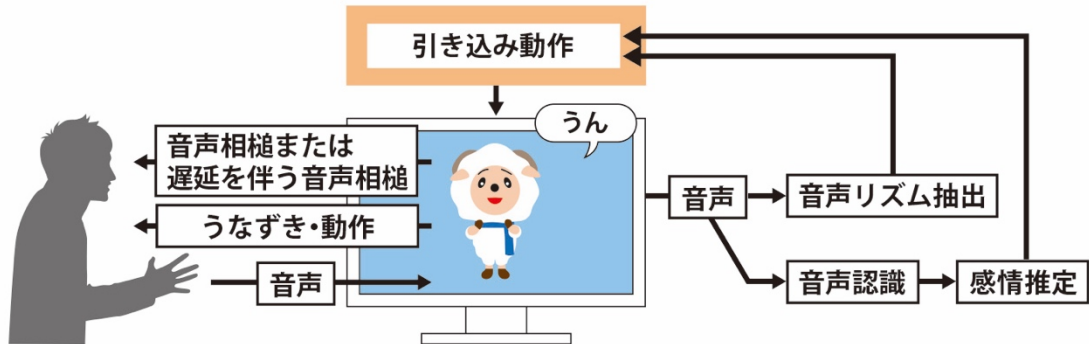 引き込み動作
うん
音声相槌または
遅延を伴う音声相槌
うなずき・動作
音声
音声
音声リズム抽出
音声認識
感情推定